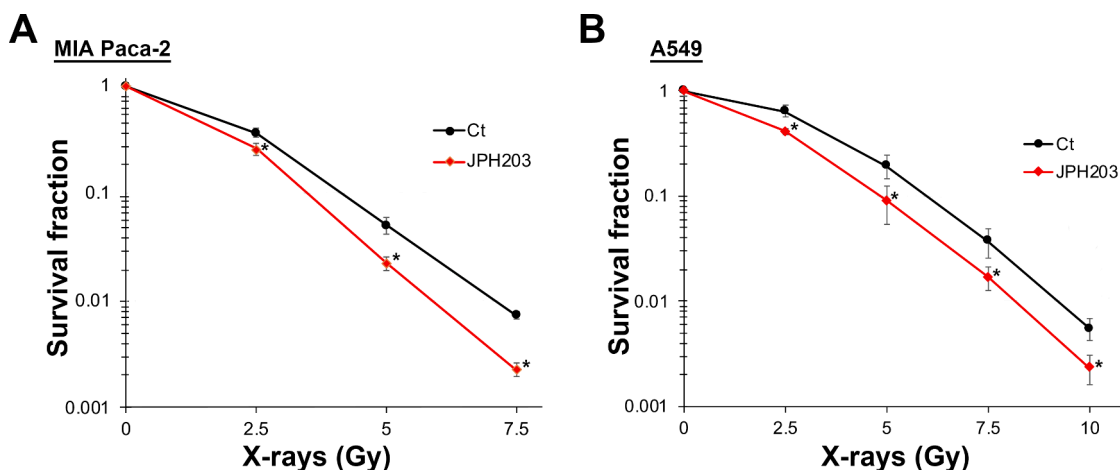 A
MIA Paca-2
Survival fraction
1
0.1
0.01
0.001
0
2.5
5
7.5
X-rays (Gy)
Ct
JPH203
*
*
*
B
A549
Survival fraction
1
0.1
0.01
0.001
0
2.5
5
7.5
10
X-rays (Gy)
Ct
JPH203
*
*
*
*